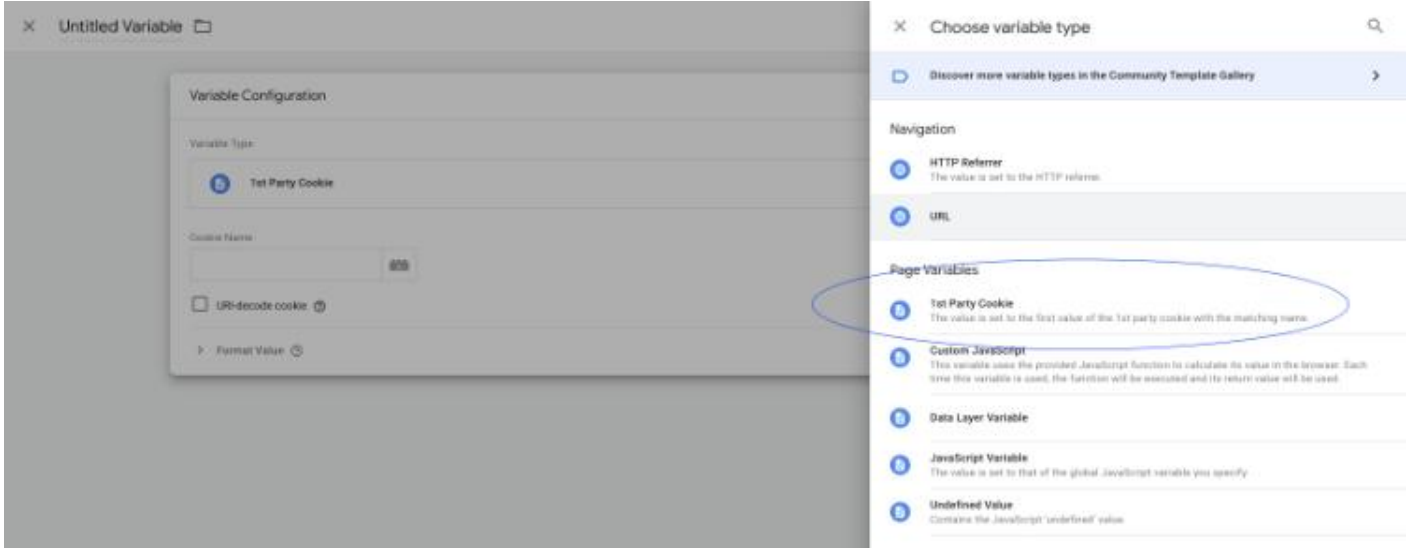 Untitled Variable
Variable Configuration
Variable Type
1st Party Cookie
Cookie Name
URI-decode cookie
Format Value
Choose variable type
Discover more variable types in the Community Template Gallery
Navigation
HTTP Referrer
The value is set to the HTTP referrer.
URL
Page Variables
1st Party Cookie
The value is set to the first value of the 1st party cookie with the matching name.
Custom JavaScript
This variable uses the provided JavaScript function to calculate its value in the browser. Each
time this variable is used, the function will be executed and its return value will be used.
Data Layer Variable
JavaScript Variable
The value is set to that of the global JavaScript variable you specify.
Undefined Value
Contains the JavaScript 'undefined' value.